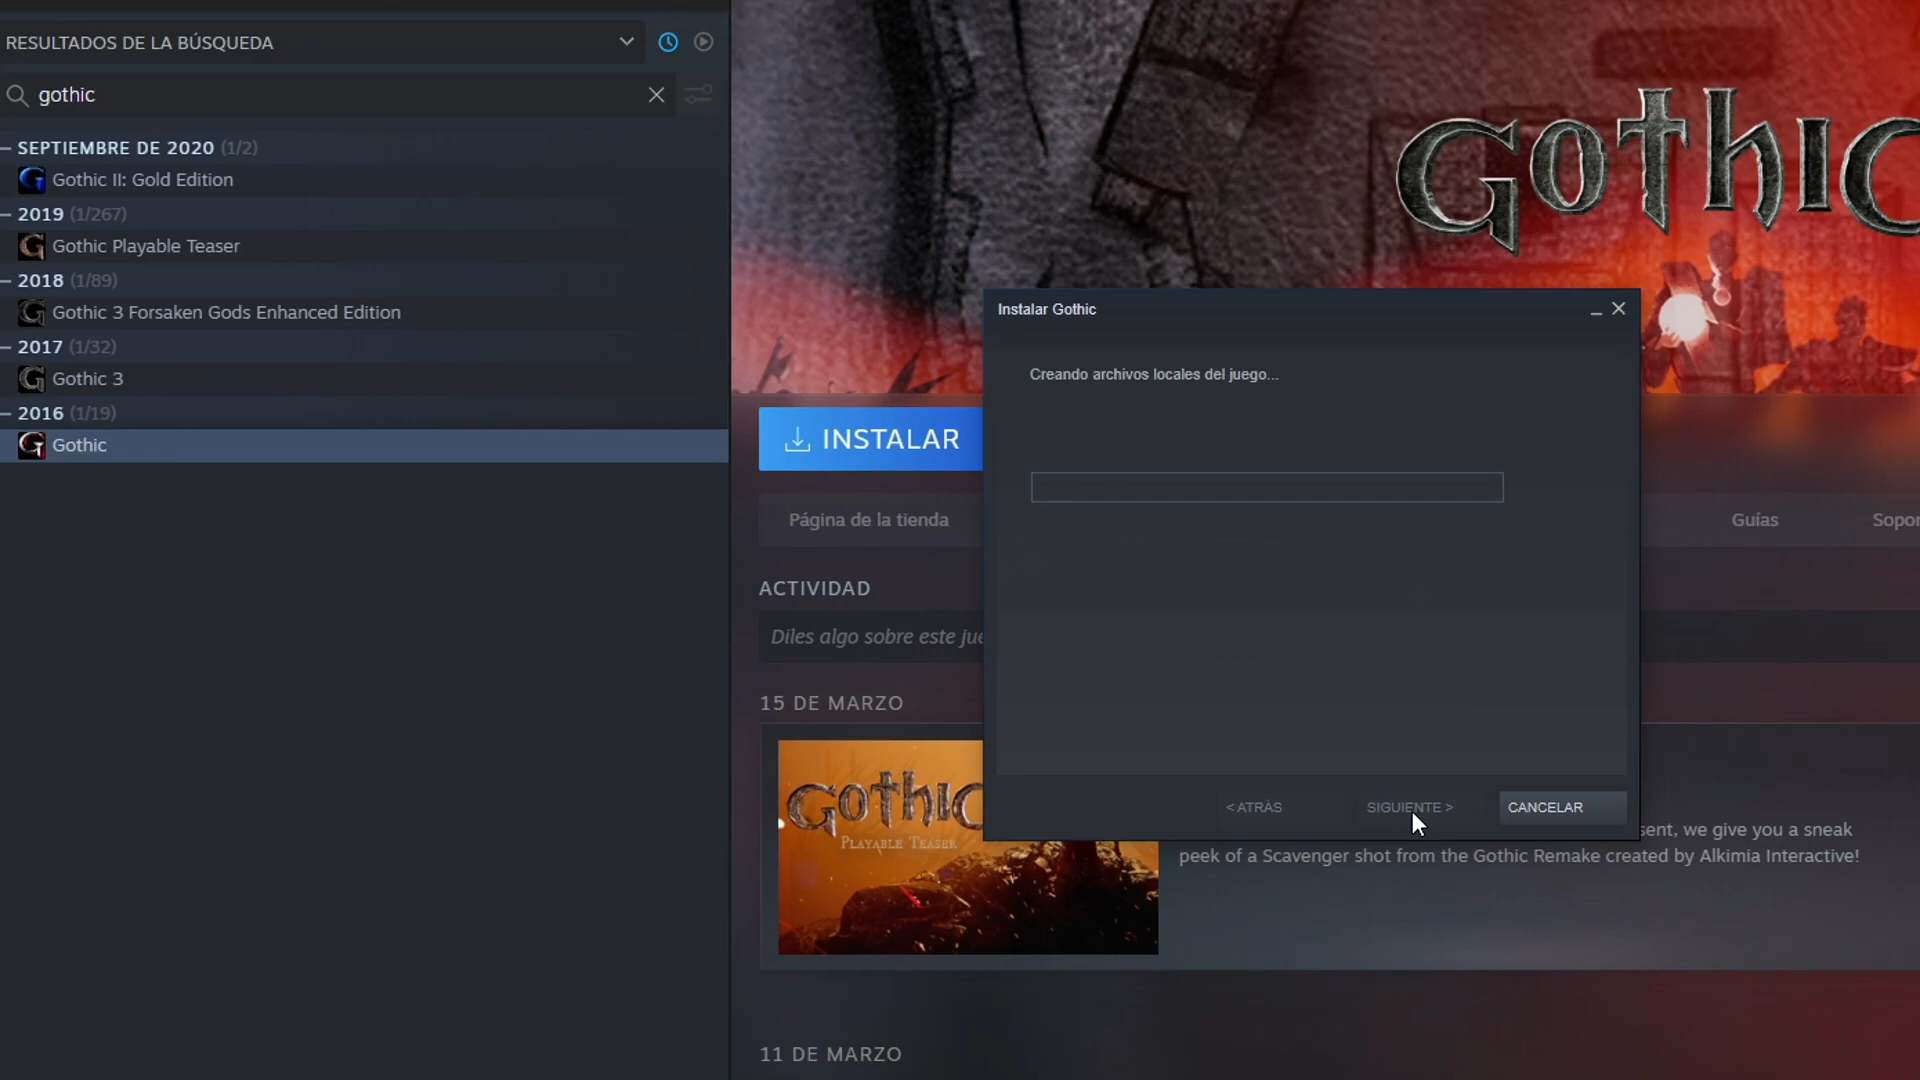 RESULTADOS DE LA BÚSQUEDA
gothic
SEPTIEMBRE DE 2020 (1/2)
Gothic II: Gold Edition
2019 (1/267)
Gothic Playable Teaser
2018 (1/89)
Gothic 3 Forsaken Gods Enhanced Edition
2017 (1/32)
Gothic 3
2016 (1/19)
Gothic
GOTHIC
INSTALAR
Página de la tienda
Guías
Sopor
ACTIVIDAD
Diles algo sobre este jue
15 DE MARZO
GOTHIC
PLAYABLE TEASER
sent, we give you a sneak
peek of a Scavenger shot from the Gothic Remake created by Alkimia Interactive!
11 DE MARZO
Instalar Gothic
Creando archivos locales del juego...
< ATRÁS
SIGUIENTE >
CANCELAR